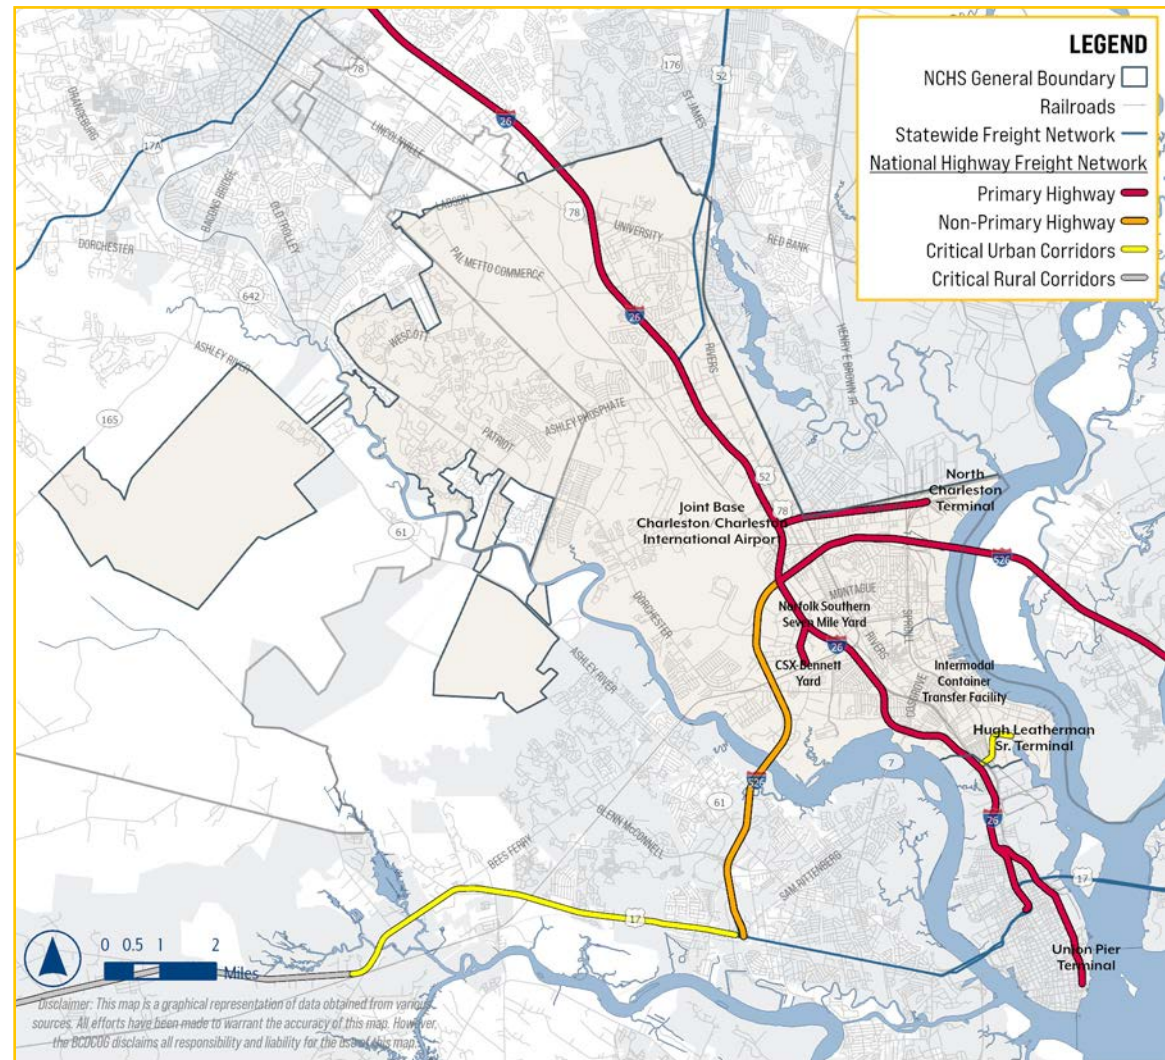 LEGEND
NCHS General Boundary
Railroads
Statewide Freight Network
National Highway Freight Network
Primary Highway
Non-Primary Highway
Critical Urban Corridors
Critical Rural Corridors
78
176
52
ORANGEBURG
26
ST JAMES
17A
LINCOLNVILLE
BACONS BRIDGE
OLD TROLLEY
LADSON
78
UNIVERSITY
RED BANK
DORCHESTER
PALMETTO COMMERCE
642
26
ASHLEY RIVER
WESCOTT
RIVERS
HENRY E BROWN JR
165
ASHLEY PHOSPHATE
PATRIOT
52
North
Charleston
Terminal
78
Joint Base
Charleston/Charleston
International Airport
61
526
DORCHESTER
MONTAGUE
Norfolk Southern
Seven Mile Yard
RIVERS
26
ASHLEY RIVER
CSX-Bennett
Yard
Intermodal
Container
Transfer Facility
COSGROVE
Hugh Leatherman
Sr. Terminal
7
526
61
GLENN MCCONNELL
26
BEES FERRY
SAM RITTENBERG
17
17
Union Pier
Terminal
0 0.5 1 2
Miles
Disclaimer: This map is a graphical representation of data obtained from various
sources. All efforts have been made to warrant the accuracy of this map. However,
the BCDCOG disclaims all responsibility and liability for the use of this map.